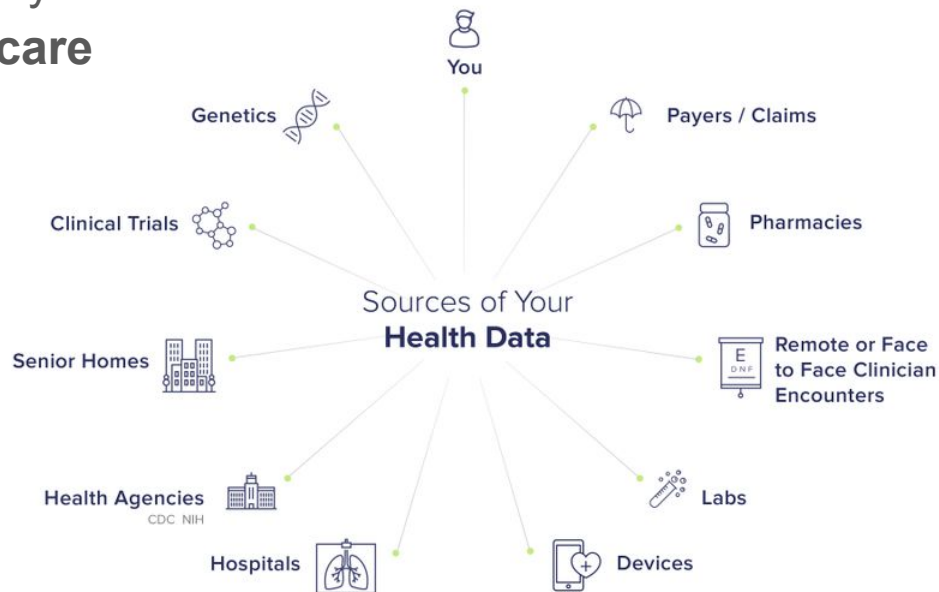 care
You
Genetics
Payers / Claims
Clinical Trials
Pharmacies
Sources of Your
Health Data
Senior Homes
Remote or Face
to Face Clinician
Encounters
E
DNF
Health Agencies
CDC NIH
Labs
Hospitals
Devices